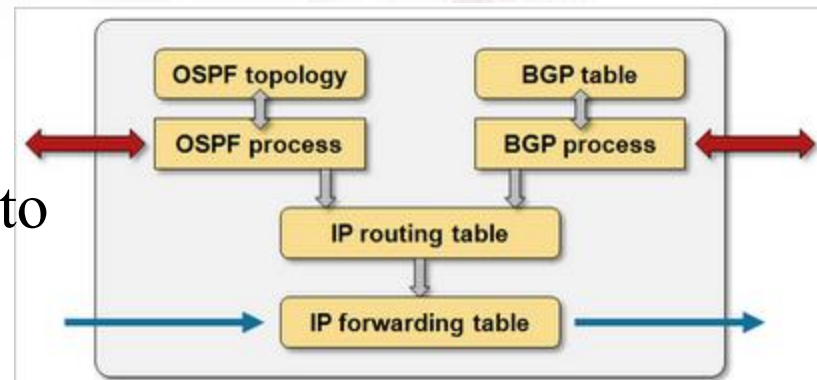 OSPF topology
BGP table
OSPF process
BGP process
to
IP routing table
IP forwarding table